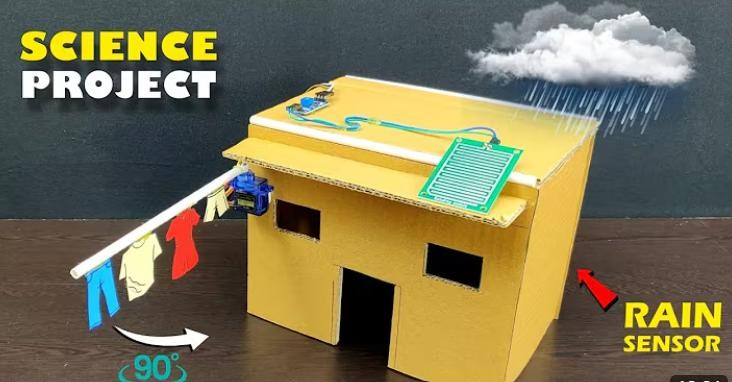 SCIENCE
PROJECT
90°
RAIN
SENSOR